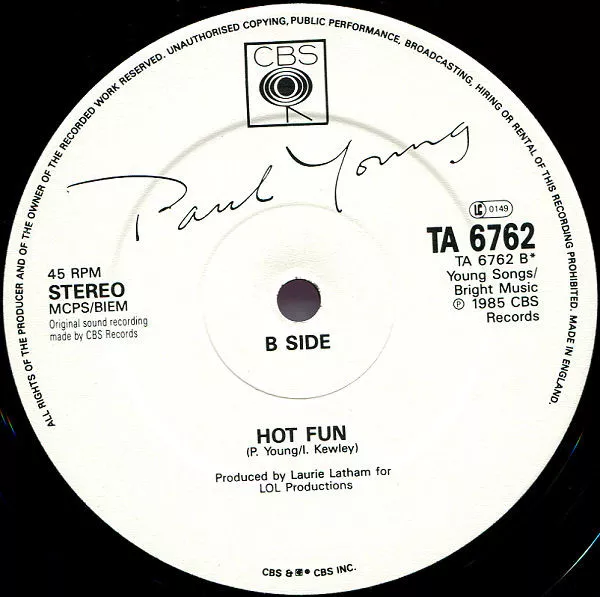 ALL RIGHTS OF THE PRODUCER AND OF THE OWNER OF THE RECORDED WORK RESERVED. UNAUTHORISED COPYING, PUBLIC PERFORMANCE, BROADCASTING, HIRING OR RENTAL OF THIS RECORDING PROHIBITED. MADE IN ENGLAND.
CBS
Paul Young
LC 0149
TA 6762
TA 6762 B*
Young Songs/
Bright Music
℗ 1985 CBS
Records
45 RPM
STEREO
MCPS/BIEM
Original sound recording
made by CBS Records
B SIDE
HOT FUN
(P. Young/I. Kewley)
Produced by Laurie Latham for
LOL Productions
CBS & ® CBS INC.